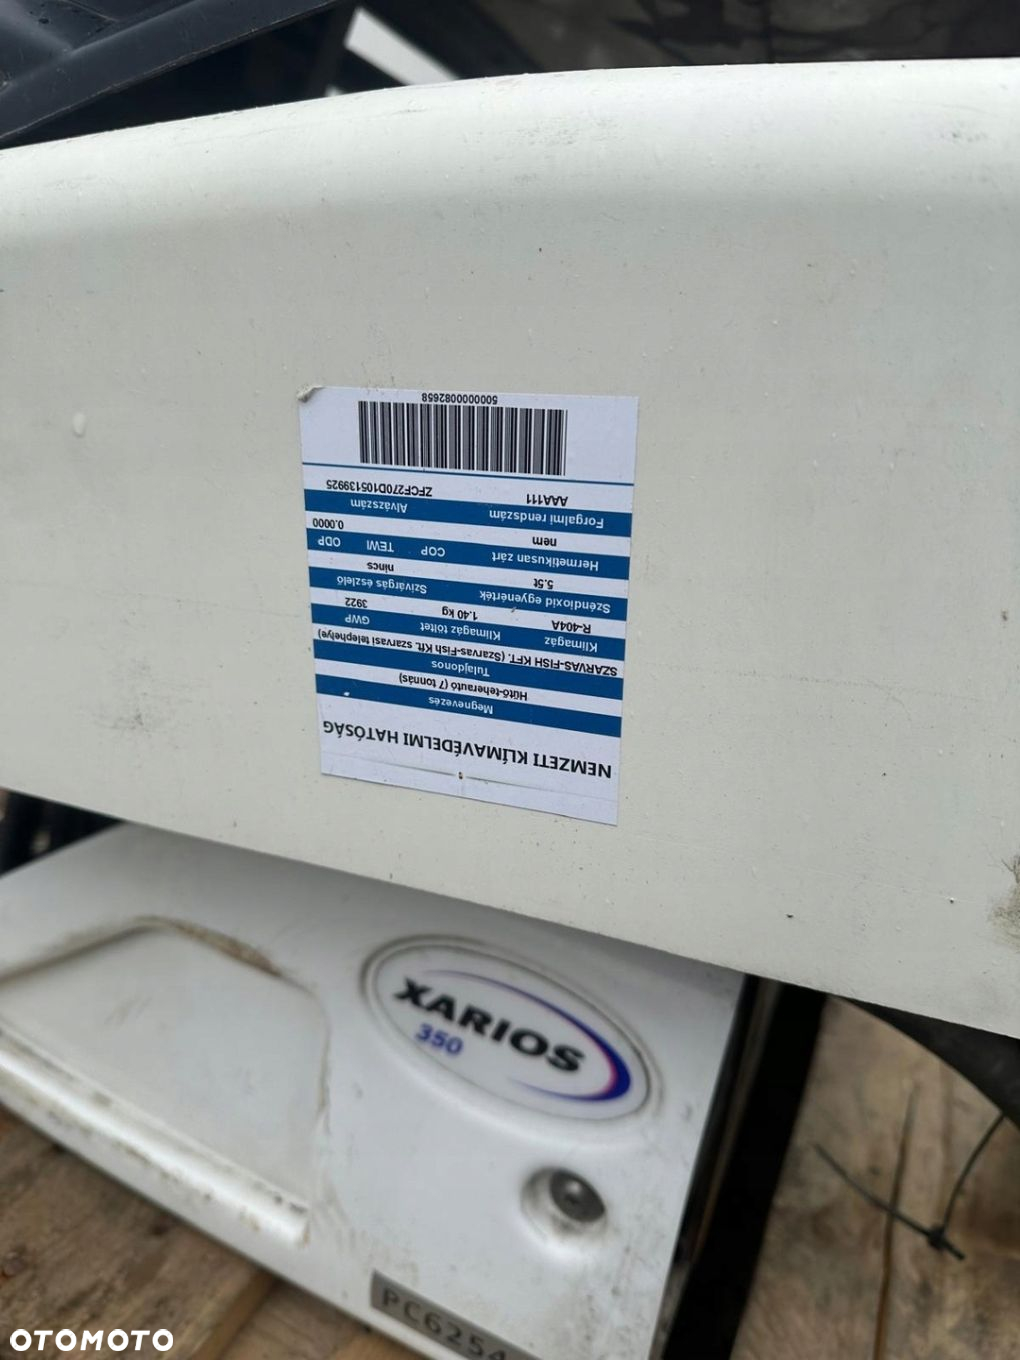 NEMZETI KLÍMAVÉDELMI HATÓSÁG
Megnevezés
Hűtő-teherautó (7 tonnás)
Tulajdonos
SZARVAS-FISH KFT. (Szarvas-Fish Kft. szarvasi telephelye)
Klímagáz Klímagáz töltet GWP
R-404A 1.40 kg 3922
Széndioxid egyenérték Szivárgás észlelő
5.5t nincs
Hermetikusan zárt COP TEWI ODP
nem 0.0000
Forgalmi rendszám Alvázszám
AAA111 ZFCF270D105139925
5000000082658
XARIOS
350
PC6254
OTOMOTO